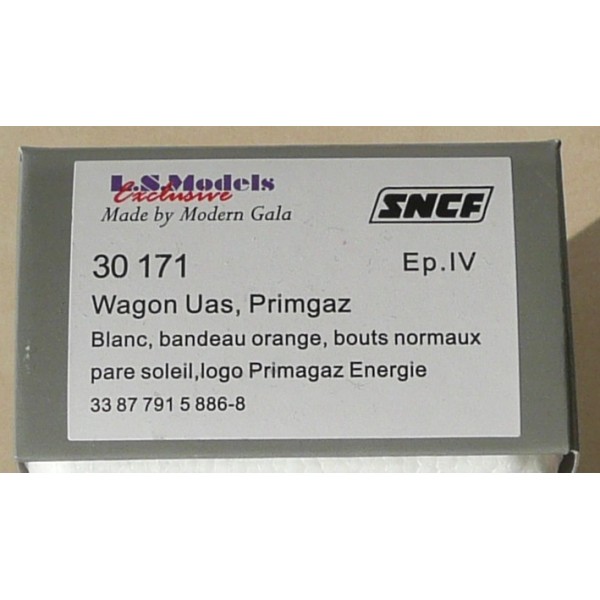 L.S.Models
Exclusive
Made by Modern Gala
SNCF
30 171
Ep.IV
Wagon Uas, Primgaz
Blanc, bandeau orange, bouts normaux
pare soleil,logo Primagaz Energie
33 87 791 5 886-8